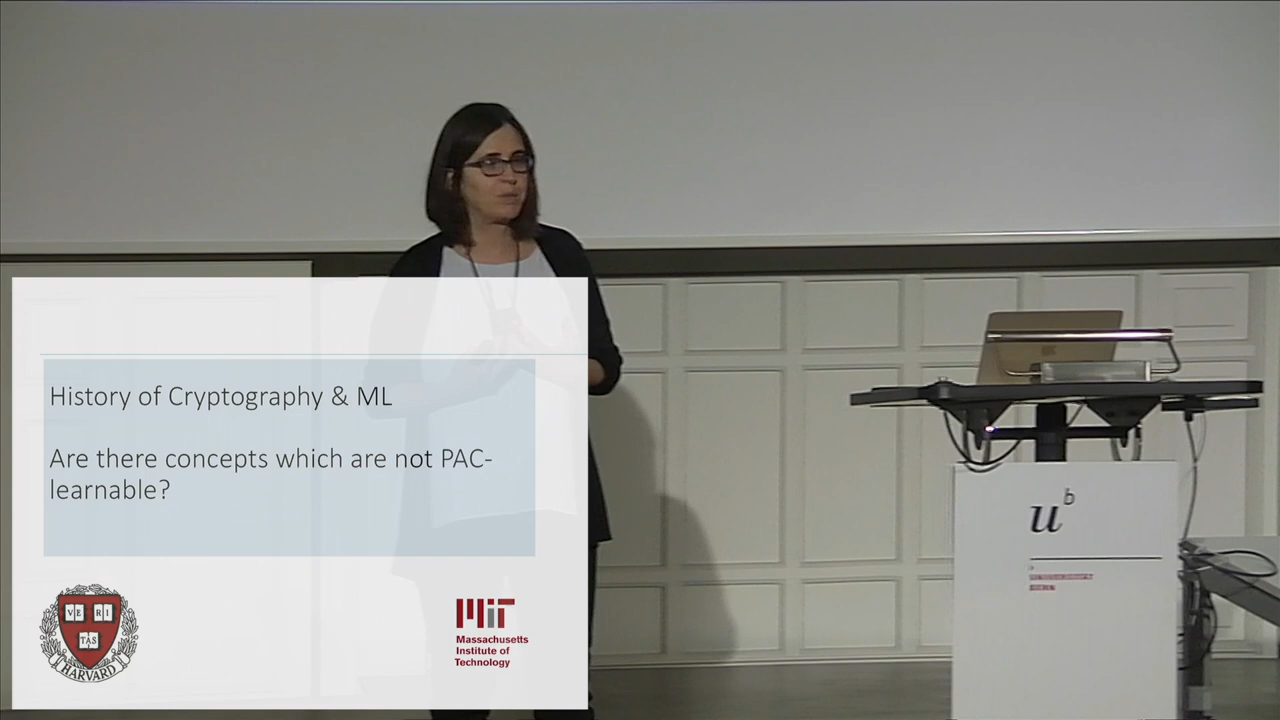 History of Cryptography & ML
Are there concepts which are not PAC-
learnable?
VE RI
TAS
HARVARD
MIT
Massachusetts
Institute of
Technology
u
b